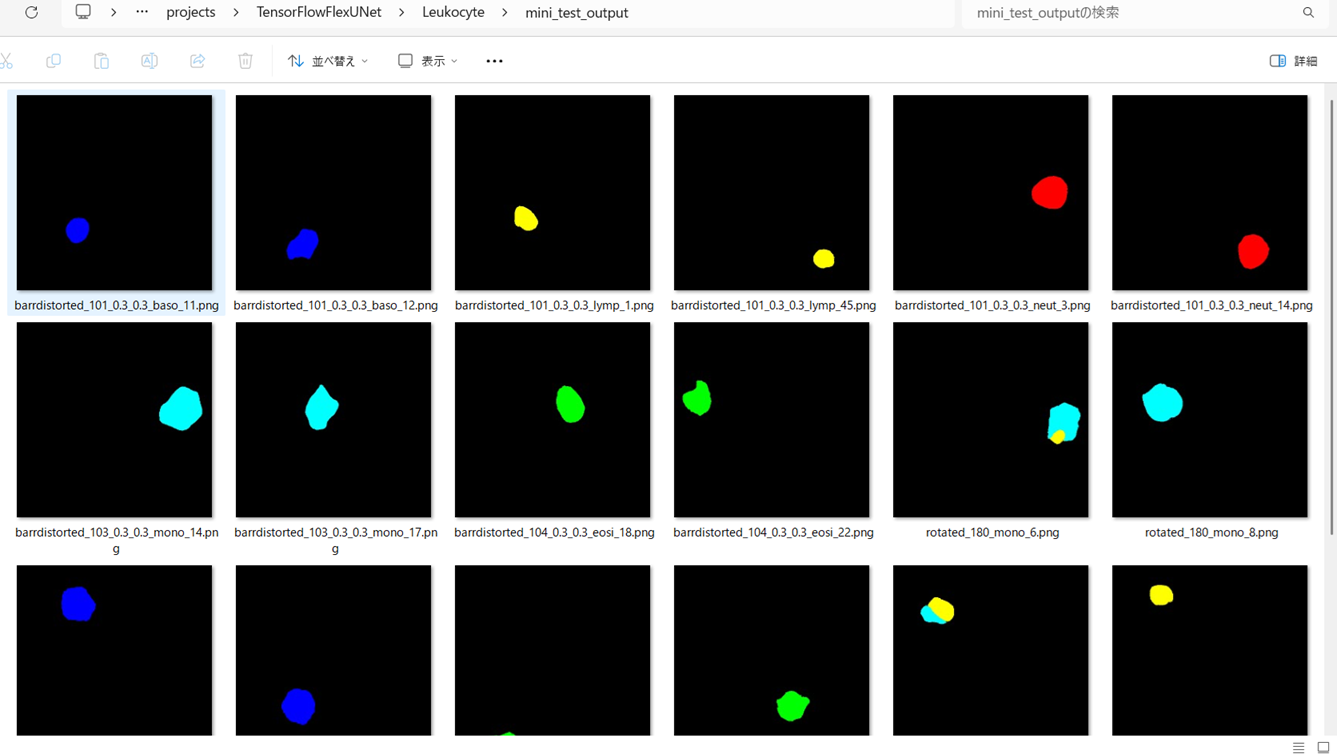 projects > TensorFlowFlexUNet > Leukocyte > mini_test_output
mini_test_outputの検索
並べ替え
表示
詳細
barrdistorted_101_0.3_0.3_baso_11.png
barrdistorted_101_0.3_0.3_baso_12.png
barrdistorted_101_0.3_0.3_lymp_1.png
barrdistorted_101_0.3_0.3_lymp_45.png
barrdistorted_101_0.3_0.3_neut_3.png
barrdistorted_101_0.3_0.3_neut_14.png
barrdistorted_103_0.3_0.3_mono_14.pn
g
barrdistorted_103_0.3_0.3_mono_17.pn
g
barrdistorted_104_0.3_0.3_eosi_18.png
barrdistorted_104_0.3_0.3_eosi_22.png
rotated_180_mono_6.png
rotated_180_mono_8.png